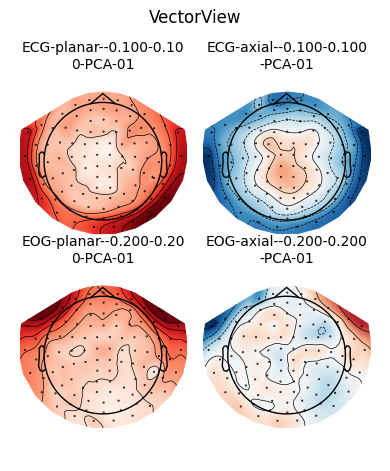 VectorView
ECG-planar--0.100-0.10
0-PCA-01
ECG-axial--0.100-0.100
-PCA-01
EOG-planar--0.200-0.20
0-PCA-01
EOG-axial--0.200-0.200
-PCA-01